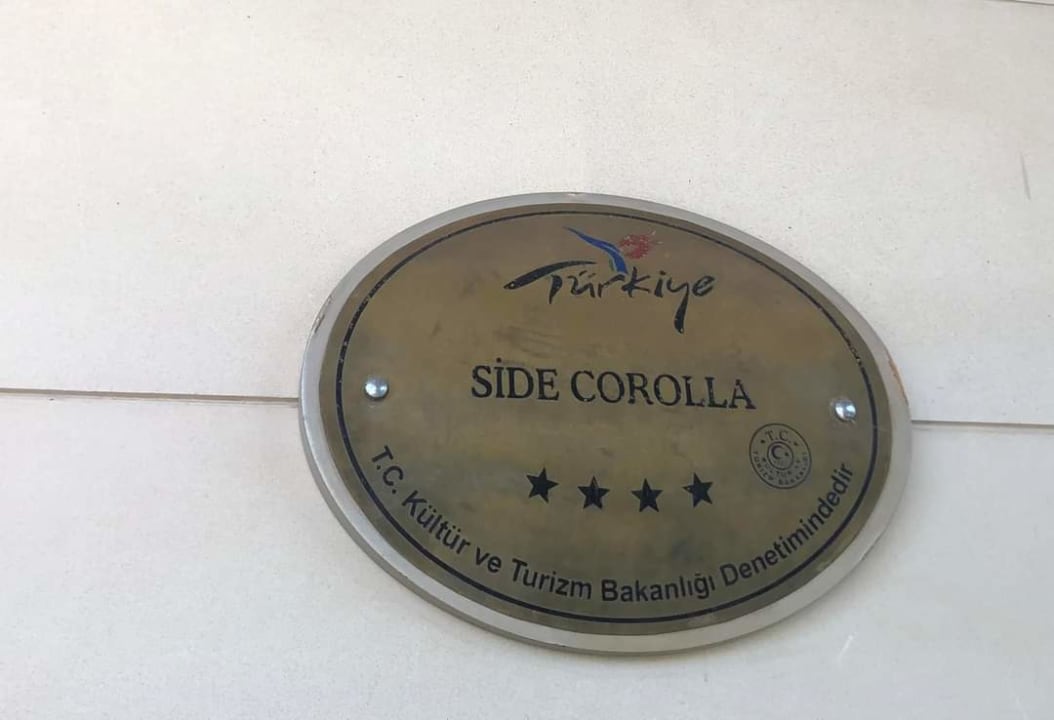 Türkiye
SİDE COROLLA
T.C.
T.C. Kültür ve Turizm Bakanlığı Denetimindedir